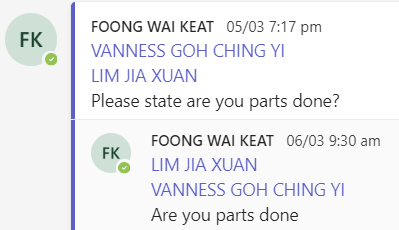 FK
FOONG WAI KEAT 05/03 7:17 pm
VANNESS GOH CHING YI
LIM JIA XUAN
Please state are you parts done?
FK
FOONG WAI KEAT 06/03 9:30 am
LIM JIA XUAN
VANNESS GOH CHING YI
Are you parts done